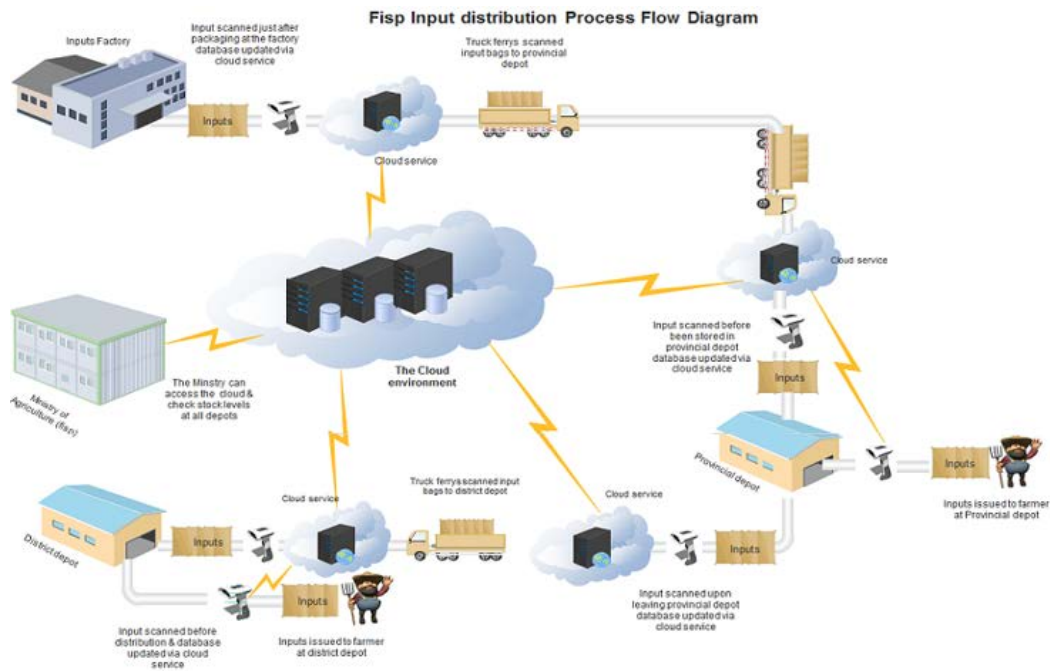 Fisp Input distribution Process Flow Diagram
Inputs Factory
Input scanned just after
packaging at the factory
database updated via
cloud service
Truck ferrys scanned
input bags to provincial
depot
Inputs
Cloud service
Cloud service
The Cloud
environment
Input scanned before
been stored in
provincial depot
database updated via
cloud service
Inputs
Ministry of
Agriculture (fisp)
The Minstry can
access the cloud &
check stock levels
at all depots
Provincial depot
Inputs
Inputs issued to farmer
at Provincial depot
Cloud service
Truck ferrys scanned input
bags to district depot
Cloud service
District depot
Inputs
Inputs
Inputs
Input scanned upon
leaving provincial depot
database updated via
cloud service
Input scanned before
distribution & database
updated via cloud
service
Inputs issued to farmer
at district depot